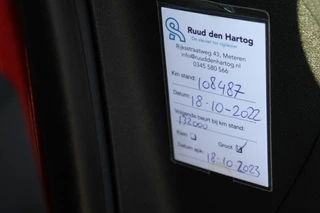 Ruud den Hartog
Rijksstraatweg 43, Meteren
info@ruuddenhartog.nl
0345 580 566
Km stand: 108487
Datum: 18-10-2022
Volgende beurt bij km stand:
132000
Klein Groot
Datum apk: 18-10-2023